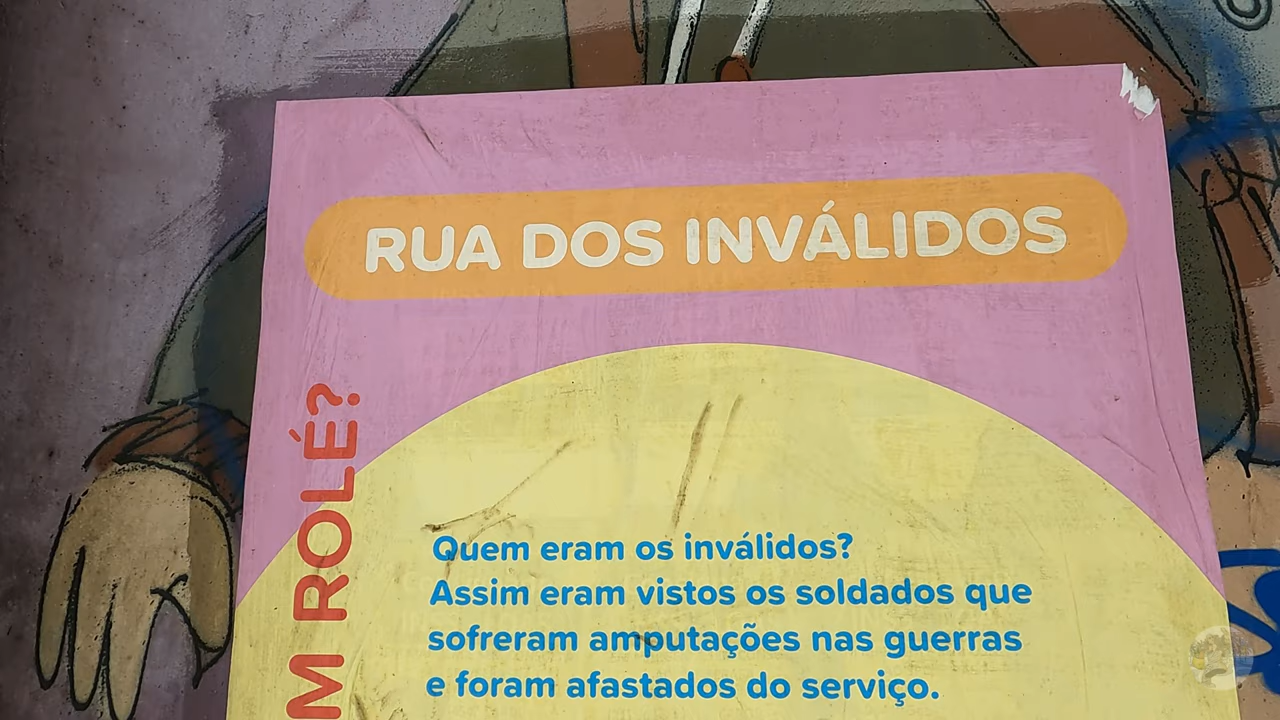 RUA DOS INVÁLIDOS
M ROLÉ?
Quem eram os inválidos?
Assim eram vistos os soldados que
sofreram amputações nas guerras
e foram afastados do serviço.